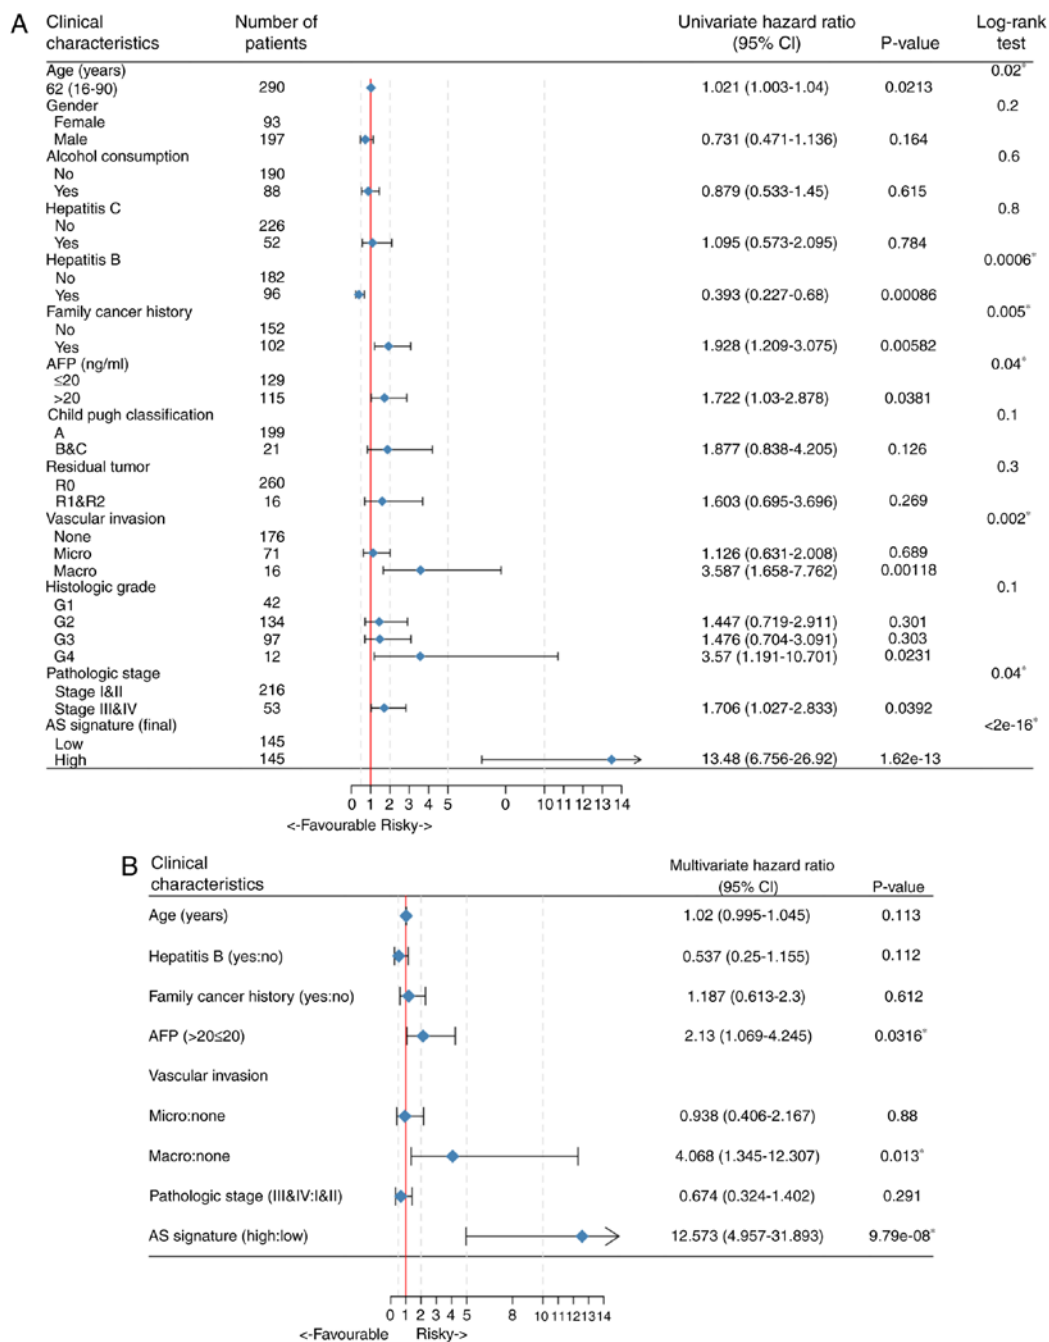 A Clinical characteristics Number of patients Univariate hazard ratio (95% CI) P-value Log-rank test
Age (years) 0.02*
62 (16-90) 290 1.021 (1.003-1.04) 0.0213
Gender 0.2
Female 93
Male 197 0.731 (0.471-1.136) 0.164
Alcohol consumption 0.6
No 190
Yes 88 0.879 (0.533-1.45) 0.615
Hepatitis C 0.8
No 226
Yes 52 1.095 (0.573-2.095) 0.784
Hepatitis B 0.0006*
No 182
Yes 96 0.393 (0.227-0.68) 0.00086
Family cancer history 0.005*
No 152
Yes 102 1.928 (1.209-3.075) 0.00582
AFP (ng/ml) 0.04*
≤20 129
>20 115 1.722 (1.03-2.878) 0.0381
Child pugh classification 0.1
A 199
B&C 21 1.877 (0.838-4.205) 0.126
Residual tumor 0.3
R0 260
R1&R2 16 1.603 (0.695-3.696) 0.269
Vascular invasion 0.002*
None 176
Micro 71 1.126 (0.631-2.008) 0.689
Macro 16 3.587 (1.658-7.762) 0.00118
Histologic grade 0.1
G1 42
G2 134 1.447 (0.719-2.911) 0.301
G3 97 1.476 (0.704-3.091) 0.303
G4 12 3.57 (1.191-10.701) 0.0231
Pathologic stage 0.04*
Stage I&II 216
Stage III&IV 53 1.706 (1.027-2.833) 0.0392
AS signature (final) <2e-16*
Low 145
High 145 13.48 (6.756-26.92) 1.62e-13
0 1 2 3 4 5 0 10 11 12 13 14
<-Favourable Risky->
B Clinical characteristics Multivariate hazard ratio (95% CI) P-value
Age (years) 1.02 (0.995-1.045) 0.113
Hepatitis B (yes:no) 0.537 (0.25-1.155) 0.112
Family cancer history (yes:no) 1.187 (0.613-2.3) 0.612
AFP (>20≤20) 2.13 (1.069-4.245) 0.0316*
Vascular invasion
Micro:none 0.938 (0.406-2.167) 0.88
Macro:none 4.068 (1.345-12.307) 0.013*
Pathologic stage (III&IV:I&II) 0.674 (0.324-1.402) 0.291
AS signature (high:low) 12.573 (4.957-31.893) 9.79e-08*
0 1 2 3 5 8 10 11 12 13 14
<-Favourable Risky->